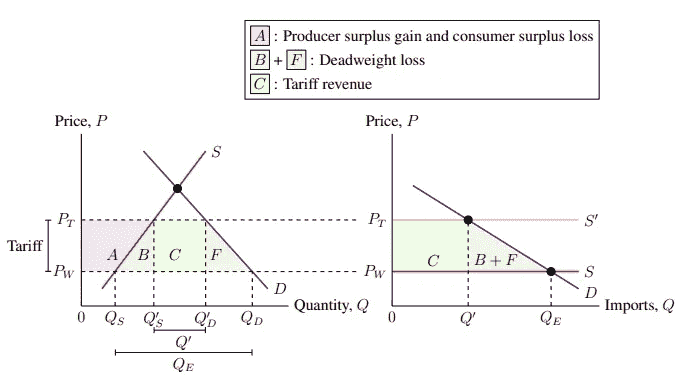 A : Producer surplus gain and consumer surplus loss
B + F : Deadweight loss
C : Tariff revenue
Price, P
S
P_T
Tariff
A
B
C
F
P_W
D
0
Q_S
Q'_S
Q'_D
Q_D
Quantity, Q
Q'
Q_E
Price, P
P_T
S'
C
B + F
P_W
S
D
0
Q'
Q_E
Imports, Q